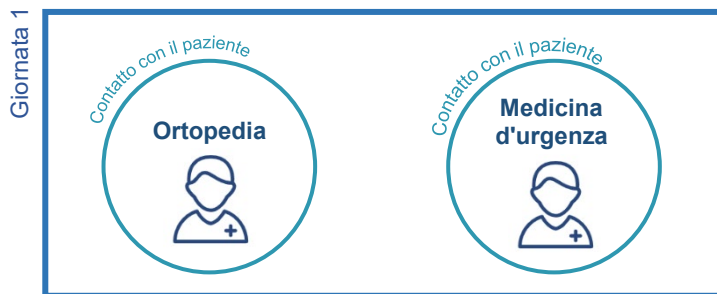 Giornata 1
Contatto con il paziente
Ortopedia
Contatto con il paziente
Medicina
d'urgenza